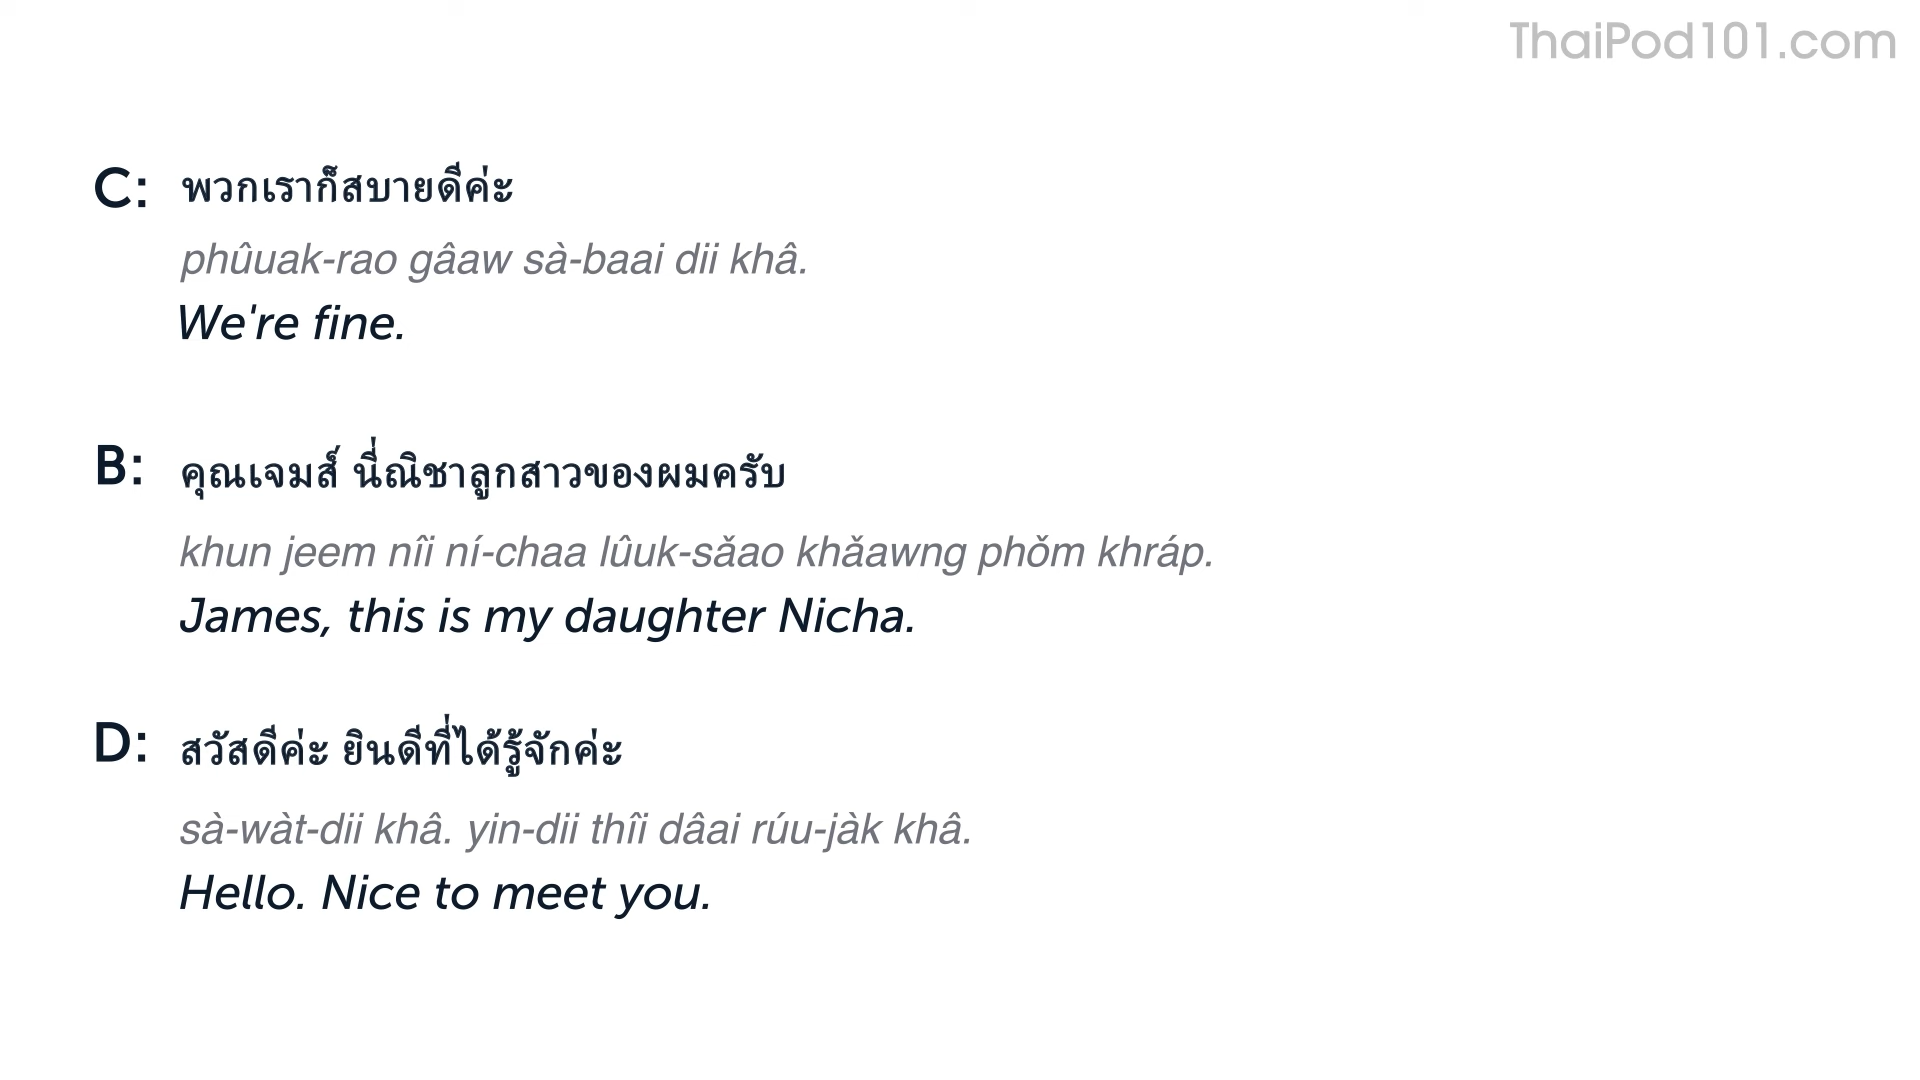 ThaiPod101.com
C: พวกเราก็สบายดีค่ะ
phûuak-rao gâaw sà-baai dii khâ.
We're fine.
B: คุณเจมส์ นี่ณิชาลูกสาวของผมครับ
khun jeem nîi ní-chaa lûuk-sǎao khǎawng phǒm khráp.
James, this is my daughter Nicha.
D: สวัสดีค่ะ ยินดีที่ได้รู้จักค่ะ
sà-wàt-dii khâ. yin-dii thîi dâai rúu-jàk khâ.
Hello. Nice to meet you.